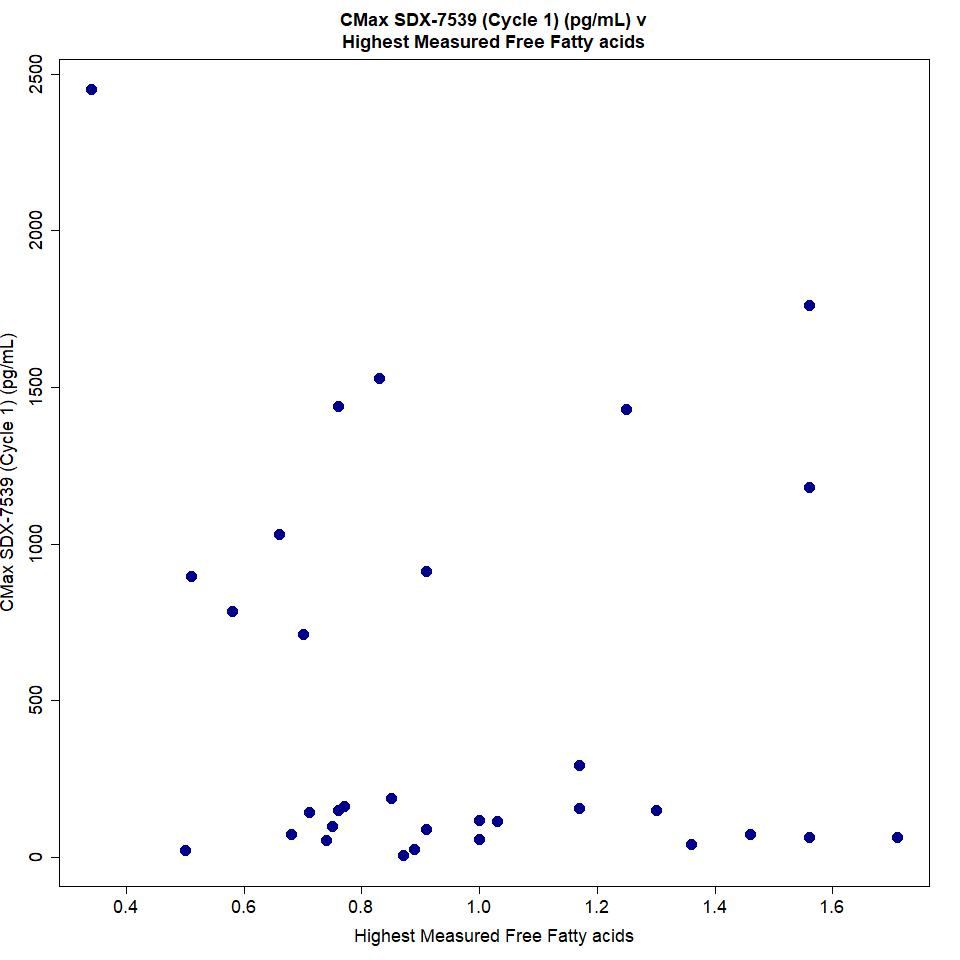 CMax SDX-7539 (Cycle 1) (pg/mL) v
Highest Measured Free Fatty acids
CMax SDX-7539 (Cycle 1) (pg/mL)
2500
2000
1500
1000
500
0
0.4 0.6 0.8 1.0 1.2 1.4 1.6
Highest Measured Free Fatty acids